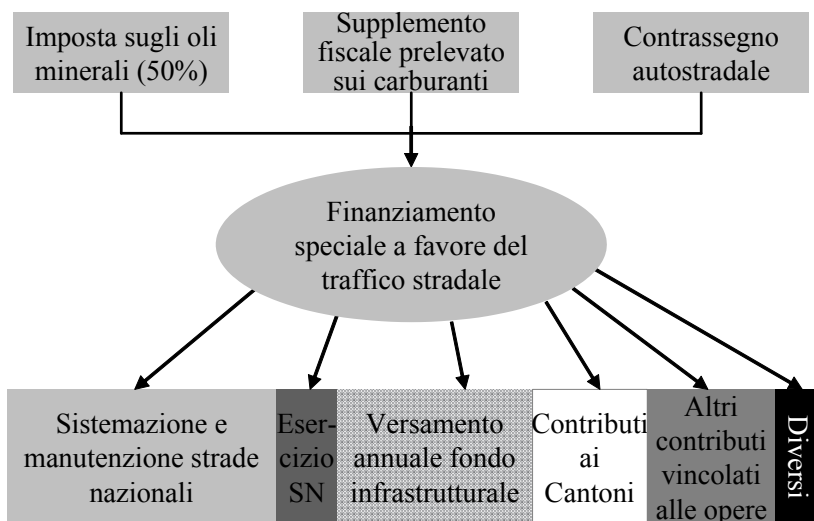 Imposta sugli oli
minerali (50%)
Supplemento
fiscale prelevato
sui carburanti
Contrassegno
autostradale
Finanziamento
speciale a favore del
traffico stradale
Sistemazione e
manutenzione strade
nazionali
Eser-
cizio
SN
Versamento
annuale fondo
infrastrutturale
Contributi
ai
Cantoni
Altri
contributi
vincolati
alle opere
Diversi